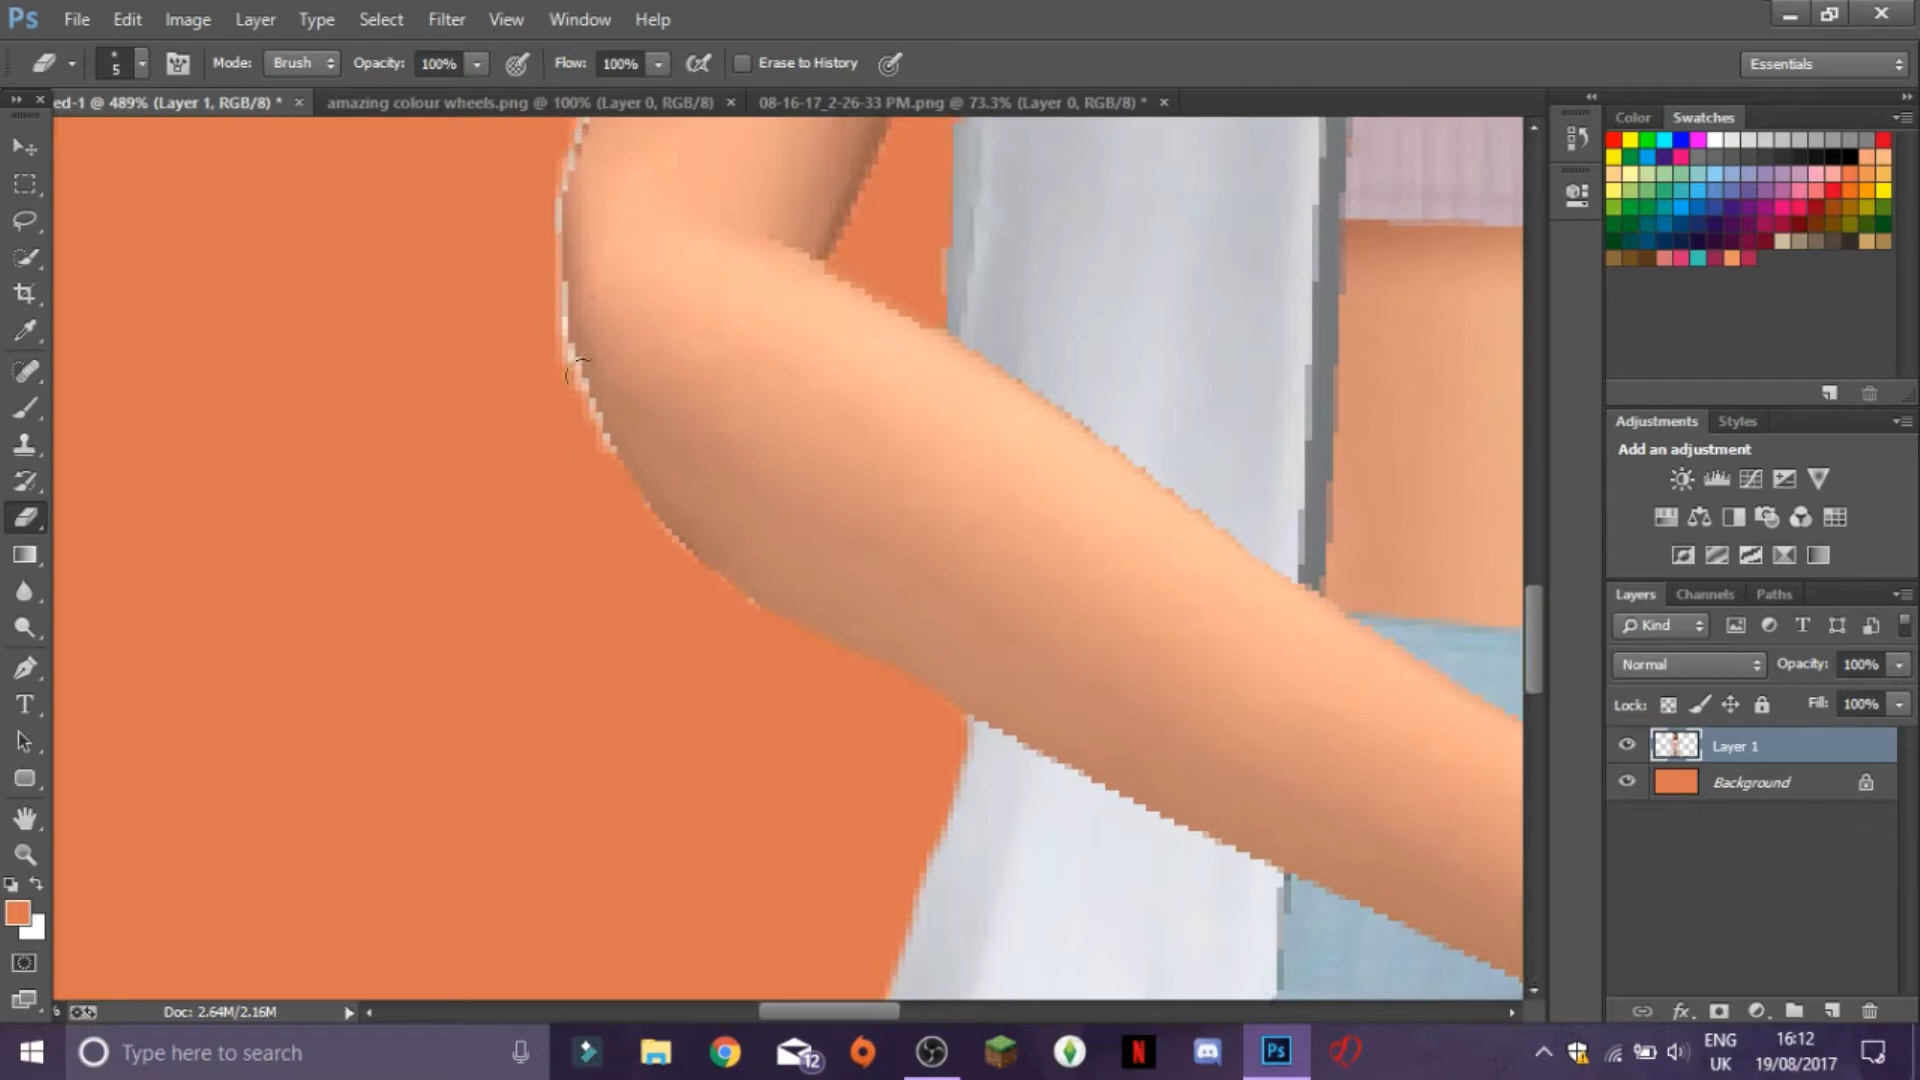 Ps File Edit Image Layer Type Select Filter View Window Help
5 Mode: Brush Opacity: 100% Flow: 100% Erase to History Essentials
ed-1 @ 489% (Layer 1, RGB/8) * × amazing colour wheels.png @ 100% (Layer 0, RGB/8) × 08-16-17_2-26-33 PM.png @ 73.3% (Layer 0, RGB/8) * ×
Color Swatches
Adjustments Styles
Add an adjustment
Layers Channels Paths
Kind
Normal Opacity: 100%
Lock: Fill: 100%
Layer 1
Background
Doc: 2.64M/2.16M
Type here to search
12
N
Ps
ENG
UK
16:12
19/08/2017